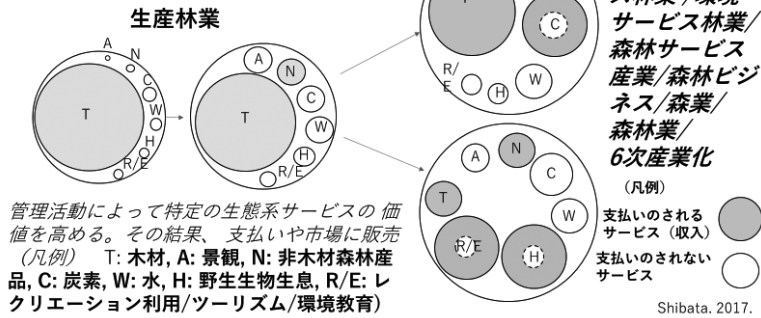 生産林業
A
N
C
W
H
R/E
T
A
N
C
W
H
R/E
T
C
R/
E
H
W
A
N
C
T
W
R/E
H
サービス林業/
森林サービス
産業/森林ビジ
ネス/森業/
森林業/
6次産業化
(凡例)
支払いのされる
サービス（収入）
支払いのされない
サービス
管理活動によって特定の生態系サービスの 価
値を高める。その結果、 支払いや市場に販売
（凡例） T: 木材, A: 景観, N: 非木材森林産
品, C: 炭素, W: 水, H: 野生生物生息, R/E: レ
クリエーション利用/ツーリズム/環境教育）
Shibata. 2017.